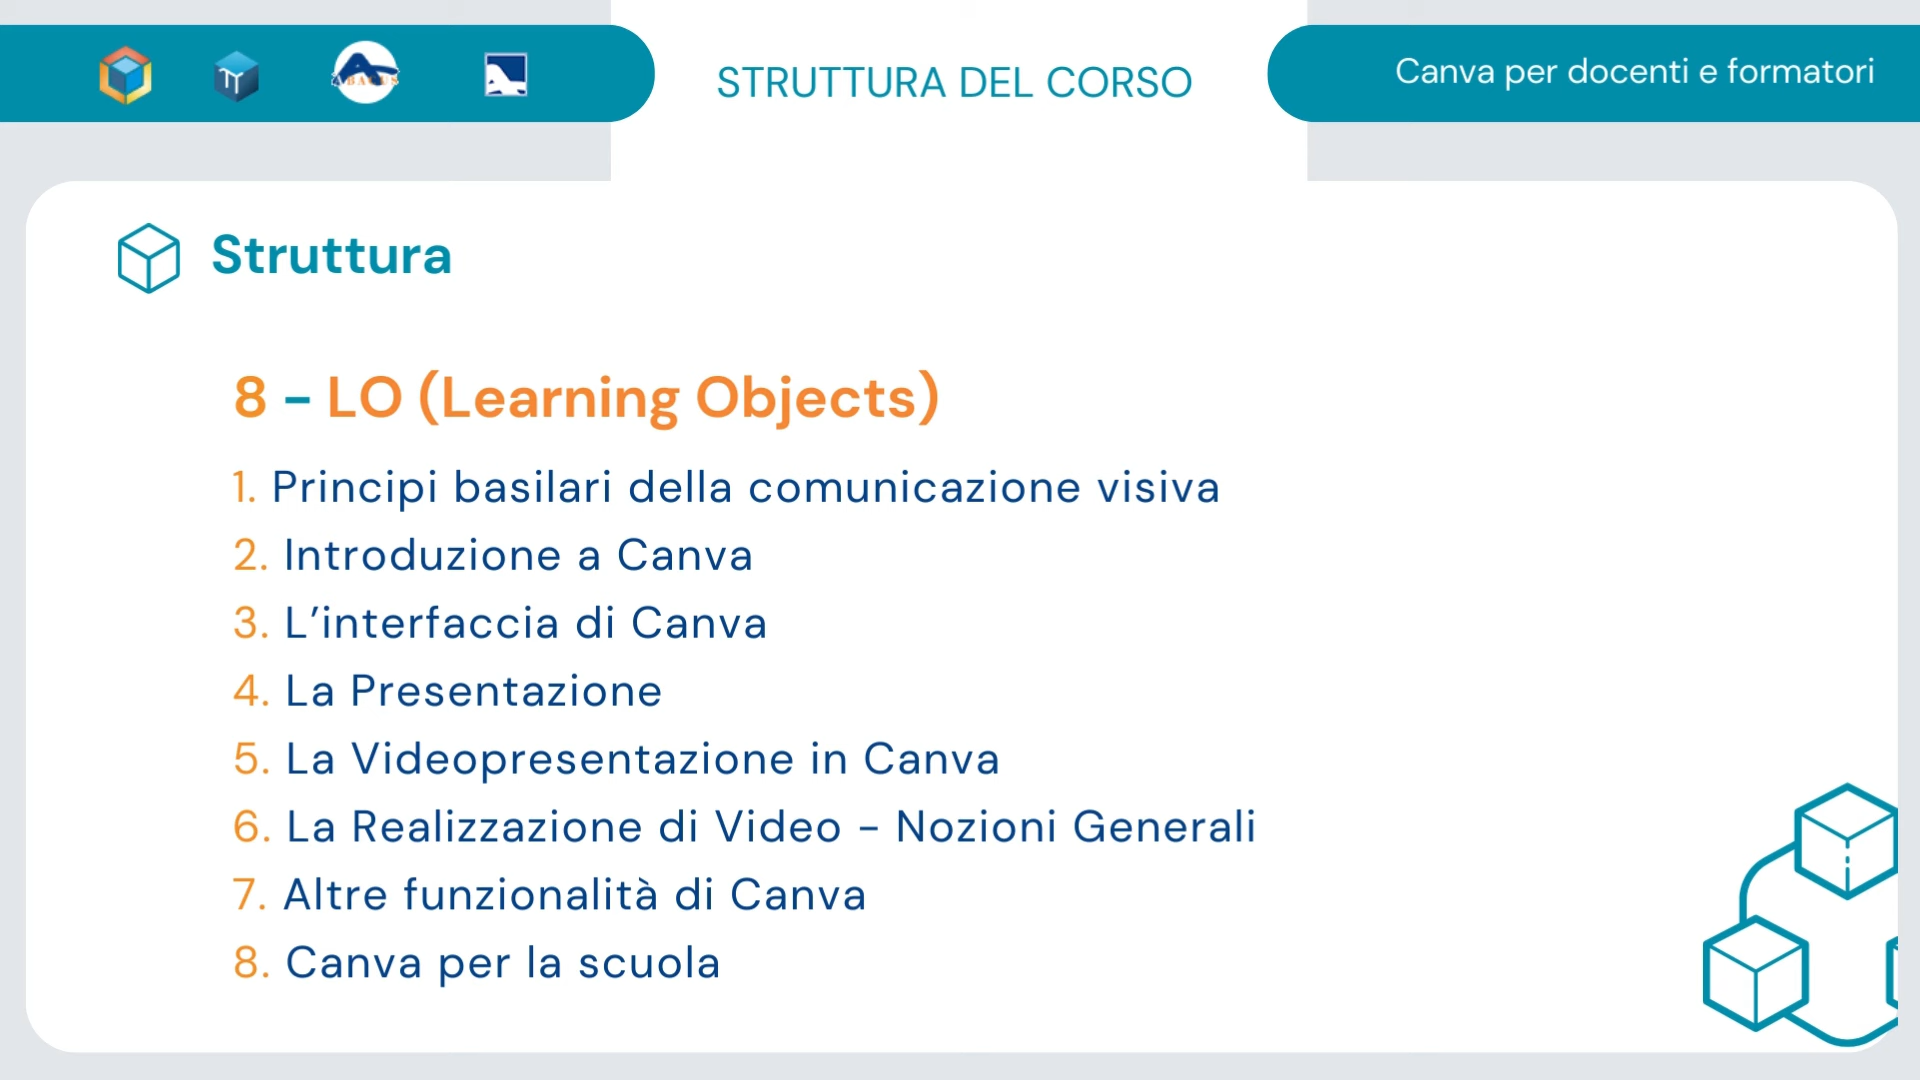 ABACUS
STRUTTURA DEL CORSO
Canva per docenti e formatori
Struttura
8 - LO (Learning Objects)
1. Principi basilari della comunicazione visiva
2. Introduzione a Canva
3. L’interfaccia di Canva
4. La Presentazione
5. La Videopresentazione in Canva
6. La Realizzazione di Video - Nozioni Generali
7. Altre funzionalità di Canva
8. Canva per la scuola